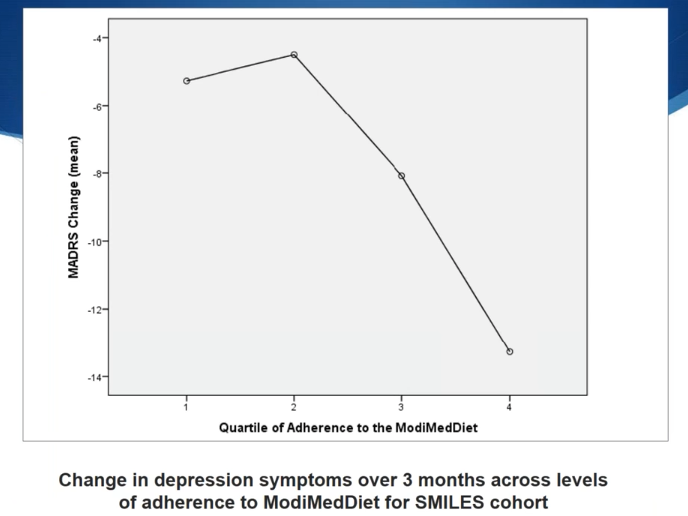 -4
-6
-8
-10
-12
-14
MADRS Change (mean)
1 2 3 4
Quartile of Adherence to the ModiMedDiet
Change in depression symptoms over 3 months across levels
of adherence to ModiMedDiet for SMILES cohort